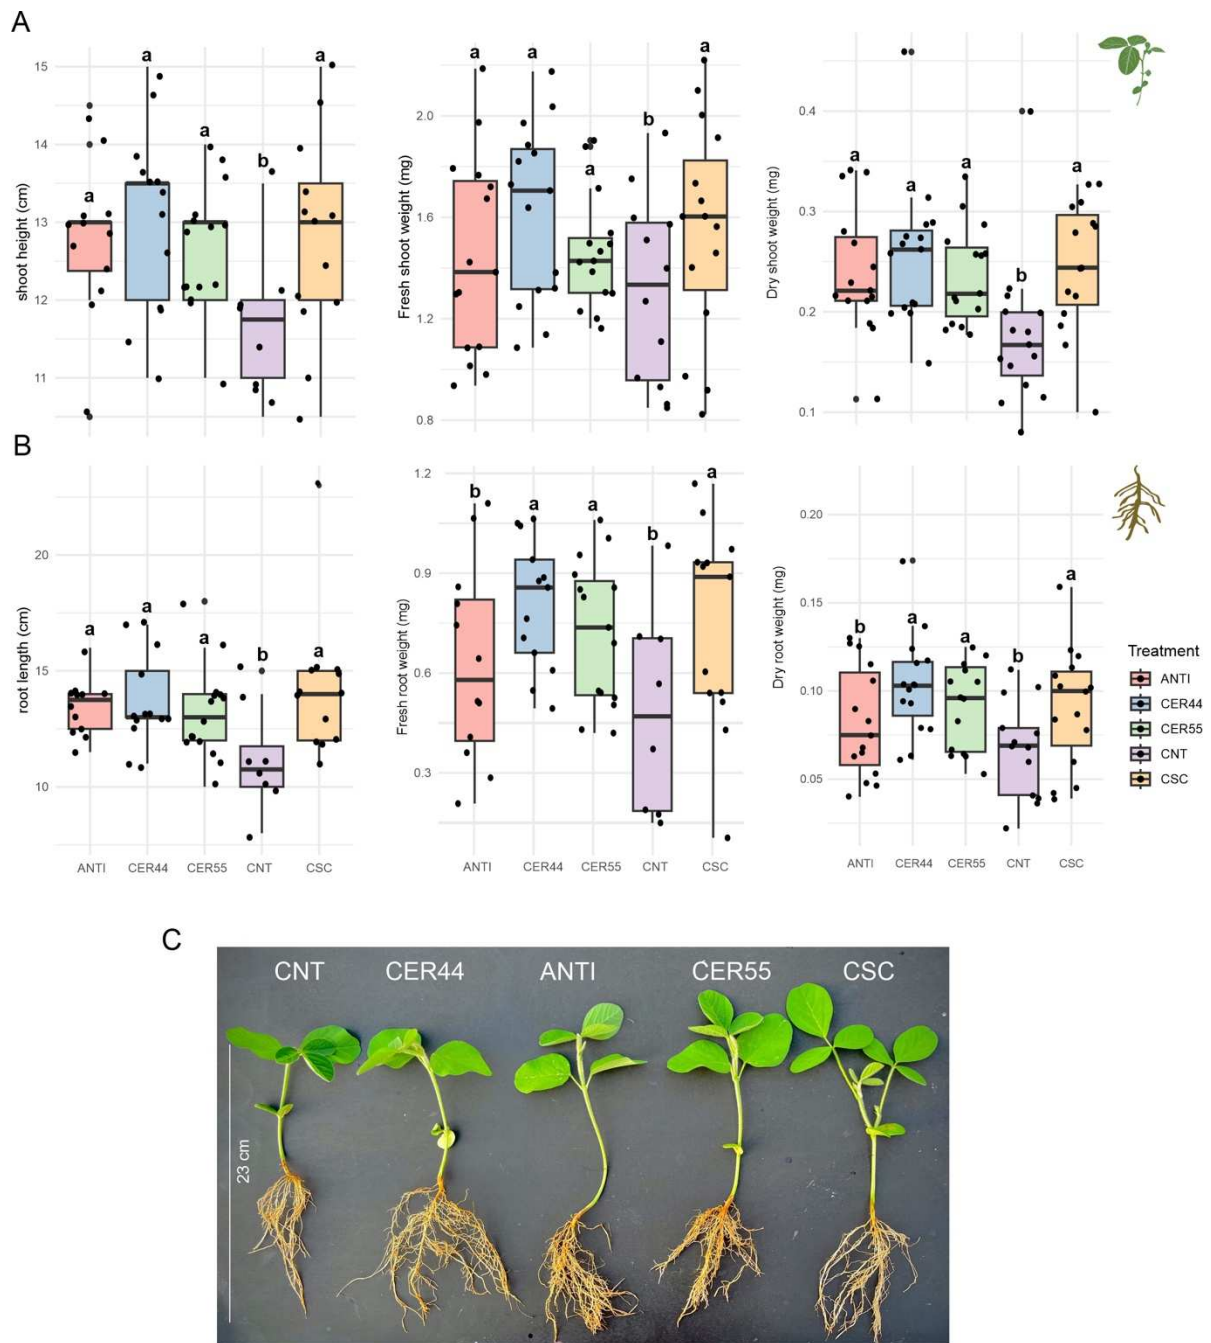 A
shoot height (cm)
15
14
13
12
11
a
a
a
b
a
Fresh shoot weight (mg)
2.0
1.6
1.2
0.8
a
a
a
b
a
Dry shoot weight (mg)
0.4
0.3
0.2
0.1
a
a
a
b
a
B
root length (cm)
20
15
10
a
a
a
b
a
ANTI CER44 CER55 CNT CSC
Fresh root weight (mg)
1.2
0.9
0.6
0.3
b
a
a
b
a
ANTI CER44 CER55 CNT CSC
Dry root weight (mg)
0.20
0.15
0.10
0.05
b
a
a
b
a
ANTI CER44 CER55 CNT CSC
Treatment
ANTI
CER44
CER55
CNT
CSC
C
CNT CER44 ANTI CER55 CSC
23 cm